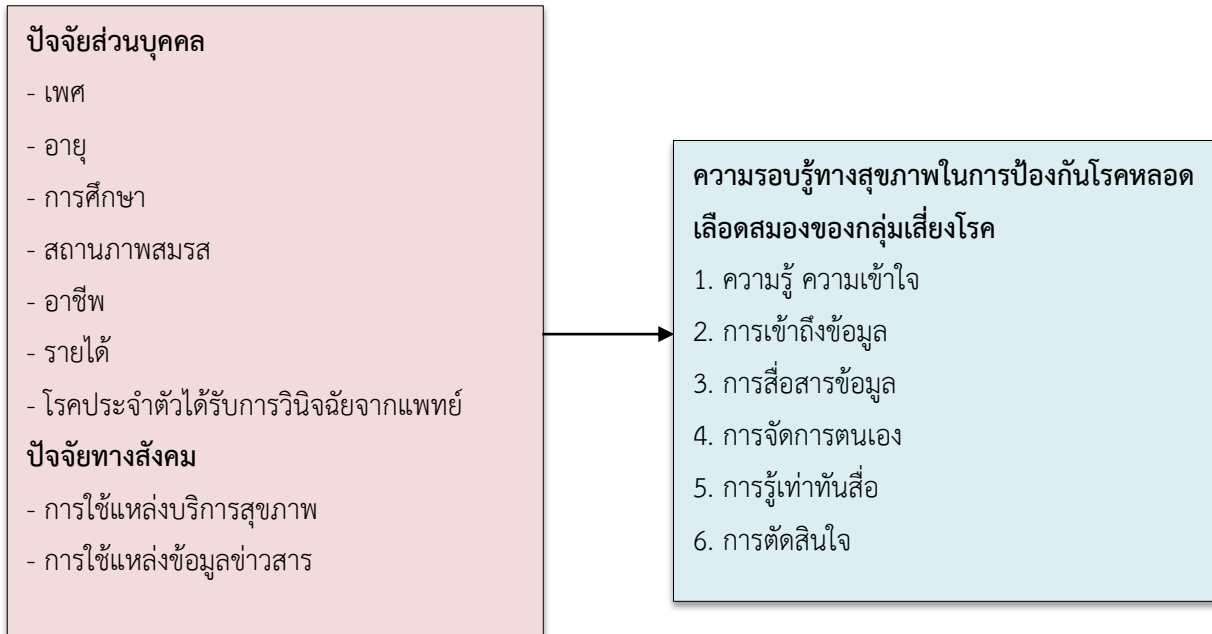 ปัจจัยส่วนบุคคล
- เพศ
- อายุ
- การศึกษา
- สถานภาพสมรส
- อาชีพ
- รายได้
- โรคประจำตัวได้รับการวินิจฉัยจากแพทย์
ปัจจัยทางสังคม
- การใช้แหล่งบริการสุขภาพ
- การใช้แหล่งข้อมูลข่าวสาร
ความรอบรู้ทางสุขภาพในการป้องกันโรคหลอด
เลือดสมองของกลุ่มเสี่ยงโรค
1. ความรู้ ความเข้าใจ
2. การเข้าถึงข้อมูล
3. การสื่อสารข้อมูล
4. การจัดการตนเอง
5. การรู้เท่าทันสื่อ
6. การตัดสินใจ